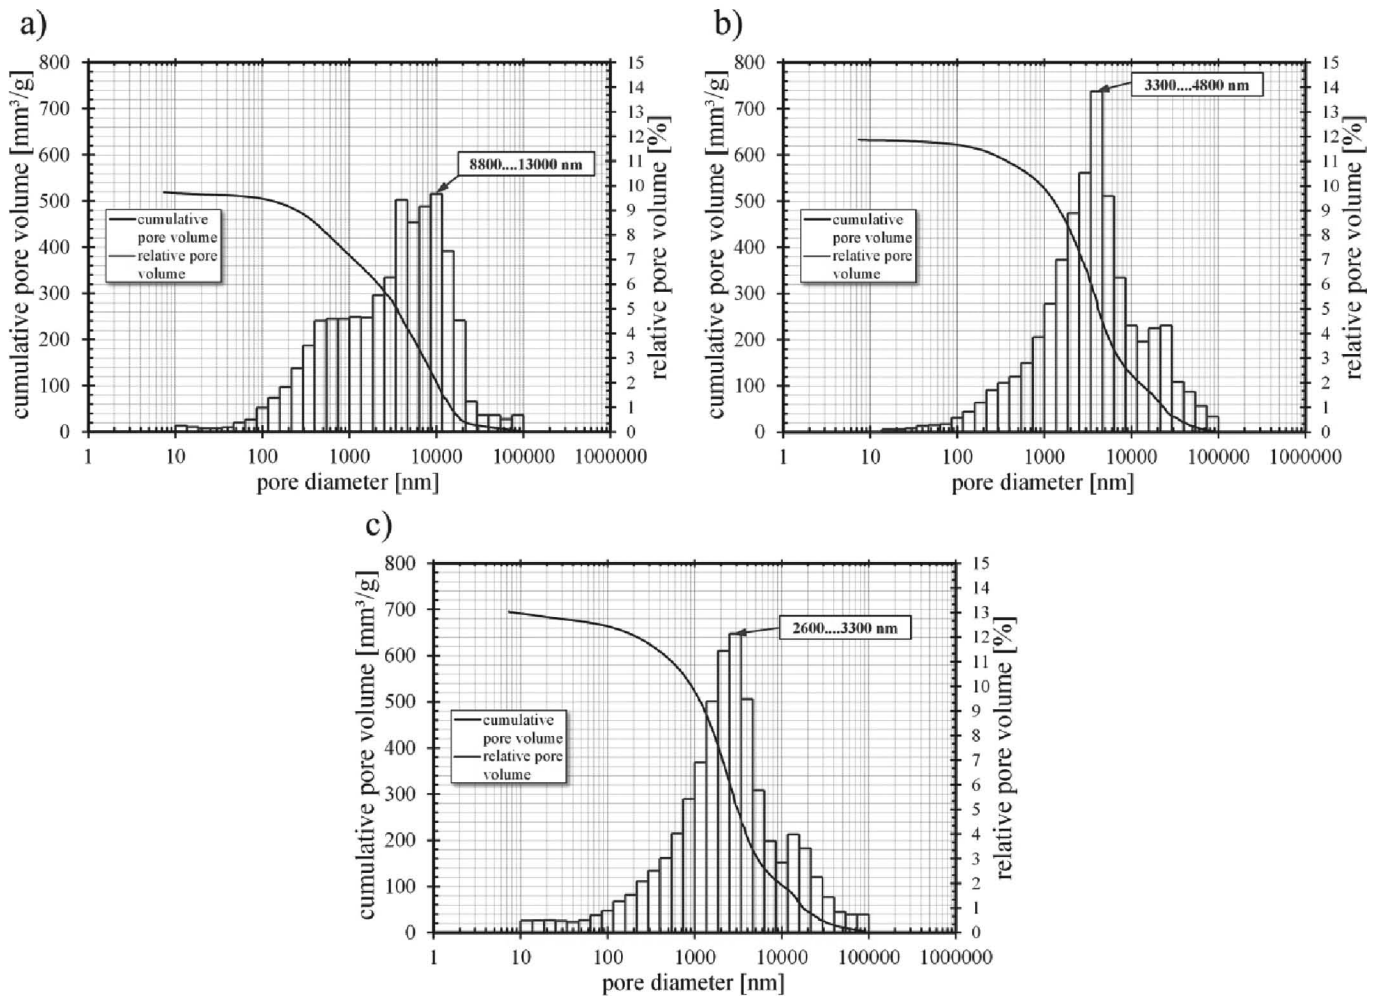 a)
cumulative pore volume [mm³/g]
800
700
600
500
400
300
200
100
0
8800....13000 nm
cumulative
pore volume
relative pore
volume
15
14
13
12
11
10
9
8
7
6
5
4
3
2
1
0
relative pore volume [%]
1 10 100 1000 10000 100000 1000000
pore diameter [nm]
b)
cumulative pore volume [mm³/g]
800
700
600
500
400
300
200
100
0
3300....4800 nm
cumulative
pore volume
relative pore
volume
15
14
13
12
11
10
9
8
7
6
5
4
3
2
1
0
relative pore volume [%]
1 10 100 1000 10000 100000 1000000
pore diameter [nm]
c)
cumulative pore volume [mm³/g]
800
700
600
500
400
300
200
100
0
2600....3300 nm
cumulative
pore volume
relative pore
volume
15
14
13
12
11
10
9
8
7
6
5
4
3
2
1
0
relative pore volume [%]
1 10 100 1000 10000 100000 1000000
pore diameter [nm]